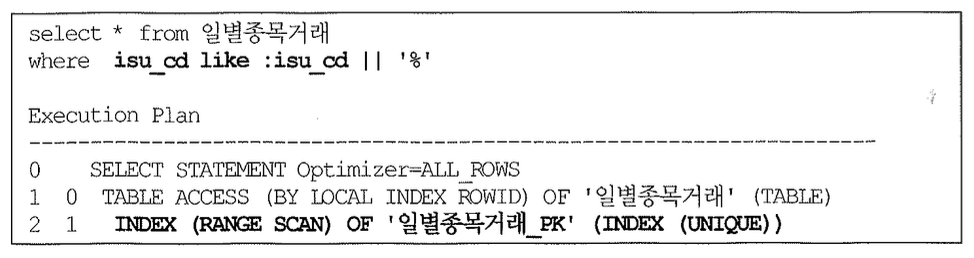 select * from 일별종목거래
where  isu_cd like :isu_cd || '%'
Execution Plan
--------------------------------------------------------------------------------
0     SELECT STATEMENT Optimizer=ALL_ROWS
1  0   TABLE ACCESS (BY LOCAL INDEX ROWID) OF '일별종목거래' (TABLE)
2  1     INDEX (RANGE SCAN) OF '일별종목거래_PK' (INDEX (UNIQUE))